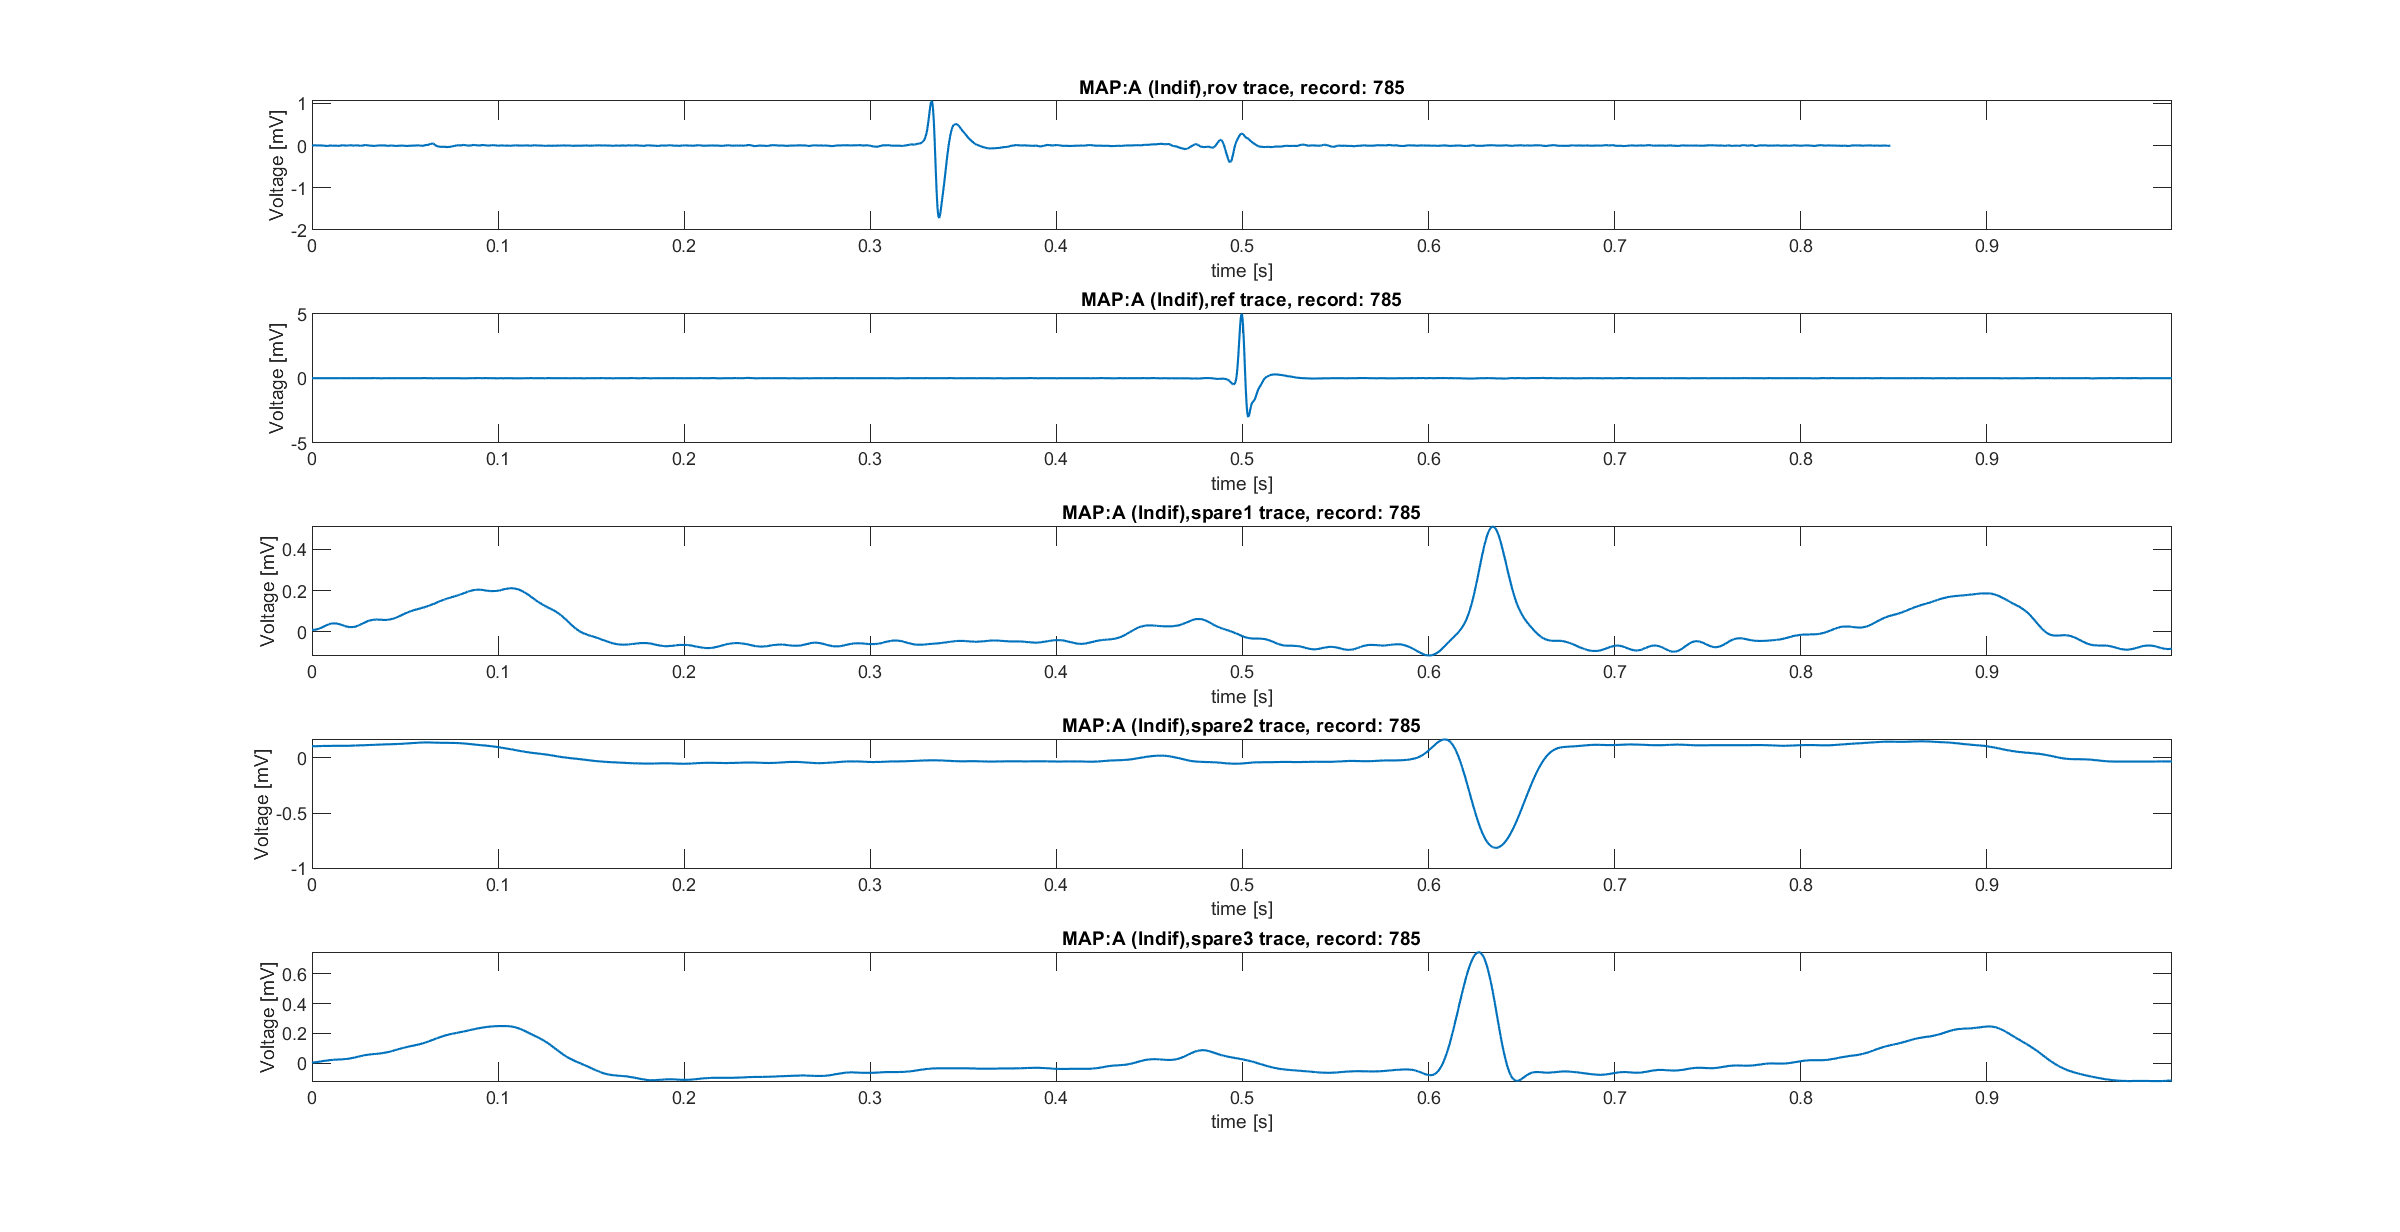 MAP:A (Indif),rov trace, record: 785
Voltage [mV]
1
0
-1
-2
0 0.1 0.2 0.3 0.4 0.5 0.6 0.7 0.8 0.9
time [s]
MAP:A (Indif),ref trace, record: 785
Voltage [mV]
5
0
-5
0 0.1 0.2 0.3 0.4 0.5 0.6 0.7 0.8 0.9
time [s]
MAP:A (Indif),spare1 trace, record: 785
Voltage [mV]
0.4
0.2
0
0 0.1 0.2 0.3 0.4 0.5 0.6 0.7 0.8 0.9
time [s]
MAP:A (Indif),spare2 trace, record: 785
Voltage [mV]
0
-0.5
-1
0 0.1 0.2 0.3 0.4 0.5 0.6 0.7 0.8 0.9
time [s]
MAP:A (Indif),spare3 trace, record: 785
Voltage [mV]
0.6
0.4
0.2
0
0 0.1 0.2 0.3 0.4 0.5 0.6 0.7 0.8 0.9
time [s]